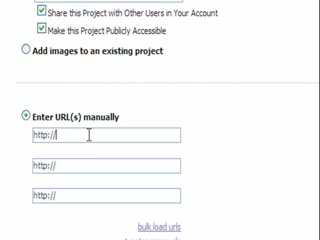 Share this Project with Other Users in Your Account
Make this Project Publicly Accessible
Add images to an existing project
Enter URL(s) manually
http://
http://
http://
bulk load urls